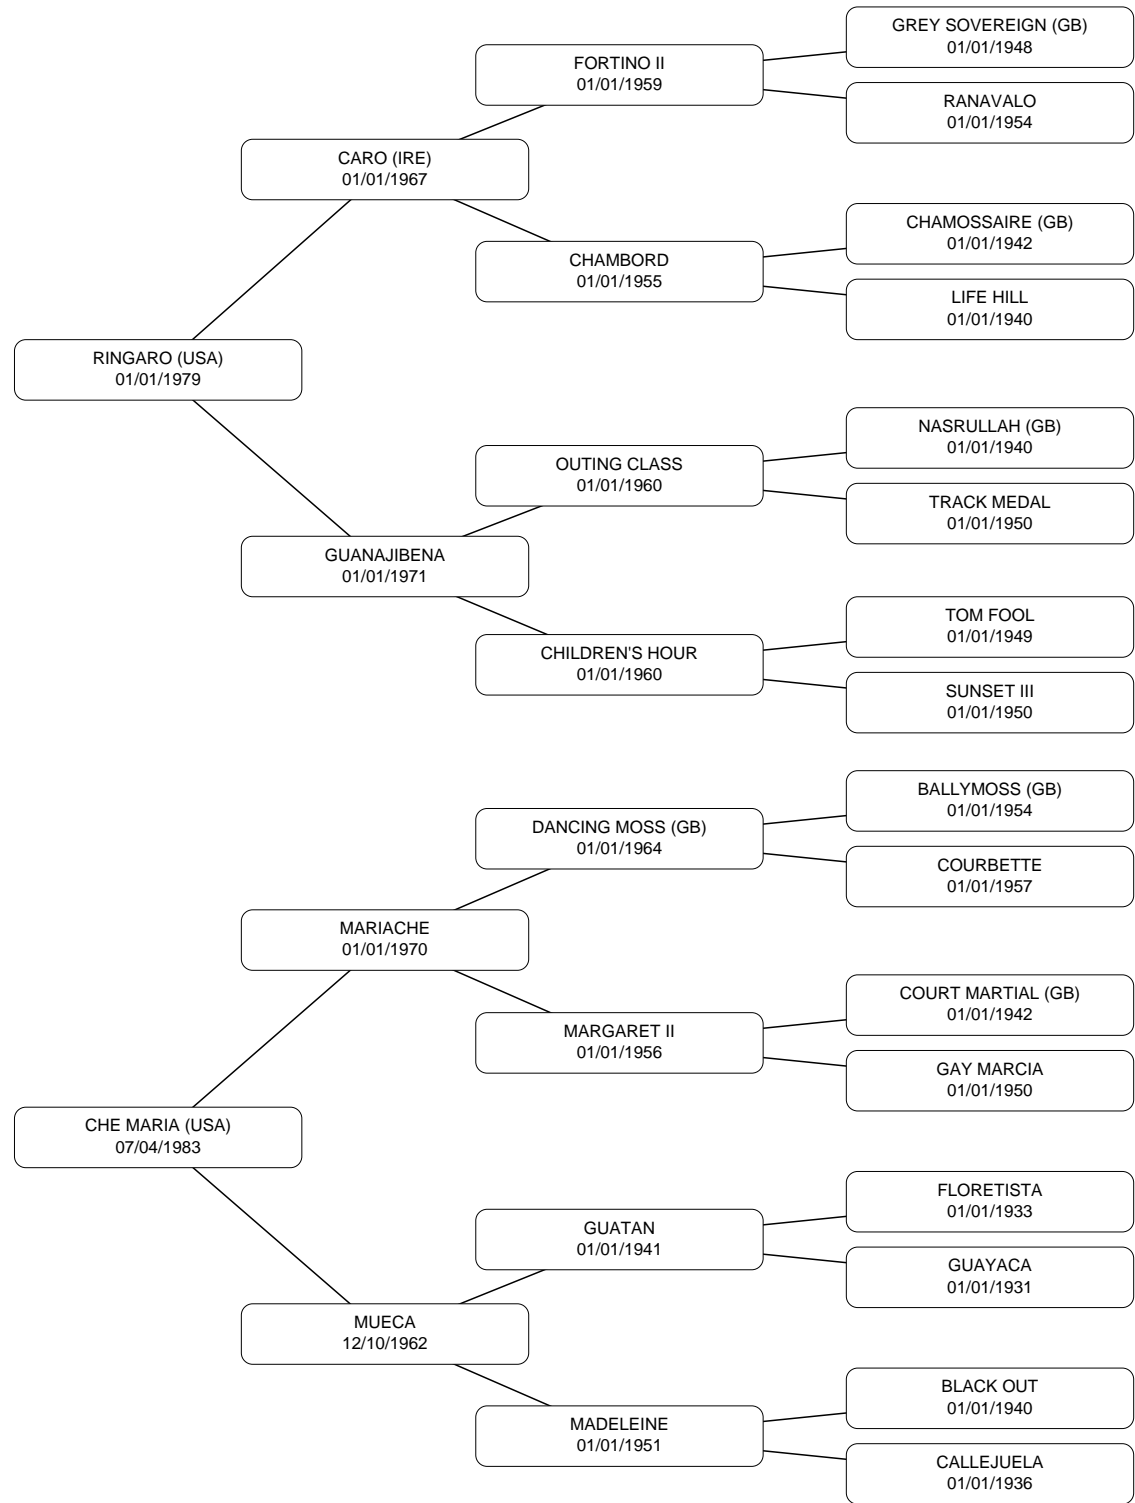 GREY SOVEREIGN (GB)
01/01/1948
FORTINO II
01/01/1959
RANAVALO
01/01/1954
CARO (IRE)
01/01/1967
CHAMOSSAIRE (GB)
01/01/1942
CHAMBORD
01/01/1955
LIFE HILL
01/01/1940
RINGARO (USA)
01/01/1979
NASRULLAH (GB)
01/01/1940
OUTING CLASS
01/01/1960
TRACK MEDAL
01/01/1950
GUANAJIBENA
01/01/1971
TOM FOOL
01/01/1949
CHILDREN'S HOUR
01/01/1960
SUNSET III
01/01/1950
BALLYMOSS (GB)
01/01/1954
DANCING MOSS (GB)
01/01/1964
COURBETTE
01/01/1957
MARIACHE
01/01/1970
COURT MARTIAL (GB)
01/01/1942
MARGARET II
01/01/1956
GAY MARCIA
01/01/1950
CHE MARIA (USA)
07/04/1983
FLORETISTA
01/01/1933
GUATAN
01/01/1941
GUAYACA
01/01/1931
MUECA
12/10/1962
BLACK OUT
01/01/1940
MADELEINE
01/01/1951
CALLEJUELA
01/01/1936